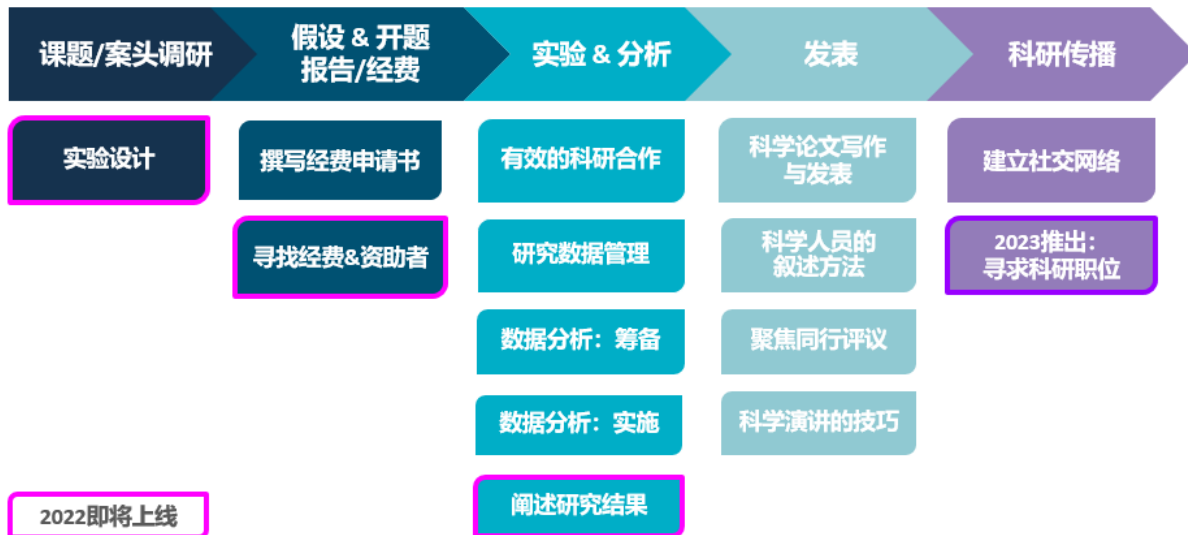 课题/案头调研
假设 & 开题
报告/经费
实验 & 分析
发表
科研传播
实验设计
撰写经费申请书
寻找经费&资助者
有效的科研合作
研究数据管理
数据分析：筹备
数据分析：实施
阐述研究结果
科学论文写作
与发表
科学人员的
叙述方法
聚焦同行评议
科学演讲的技巧
建立社交网络
2023推出：
寻求科研职位
2022即将上线